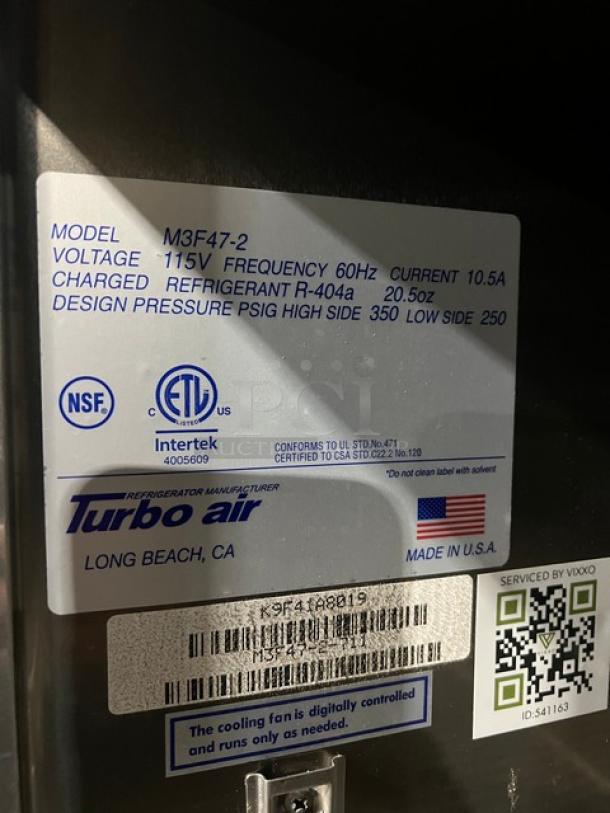 MODEL M3F47-2
VOLTAGE 115V FREQUENCY 60Hz CURRENT 10.5A
CHARGED REFRIGERANT R-404a 20.5oz
DESIGN PRESSURE PSIG HIGH SIDE 350 LOW SIDE 250
NSF®
C ETL US
LISTED
Intertek
4005609
CONFORMS TO UL STD.No.471
CERTIFIED TO CSA STD.C22.2 No.120
*Do not clean label with solvent
REFRIGERATOR MANUFACTURER
Turbo air
LONG BEACH, CA
MADE IN U.S.A.
PCI
SERVICED BY VIXXO
K9F41A8019
M3F47-2-
ID:541163
The cooling fan is digitally controlled
and runs only as needed.